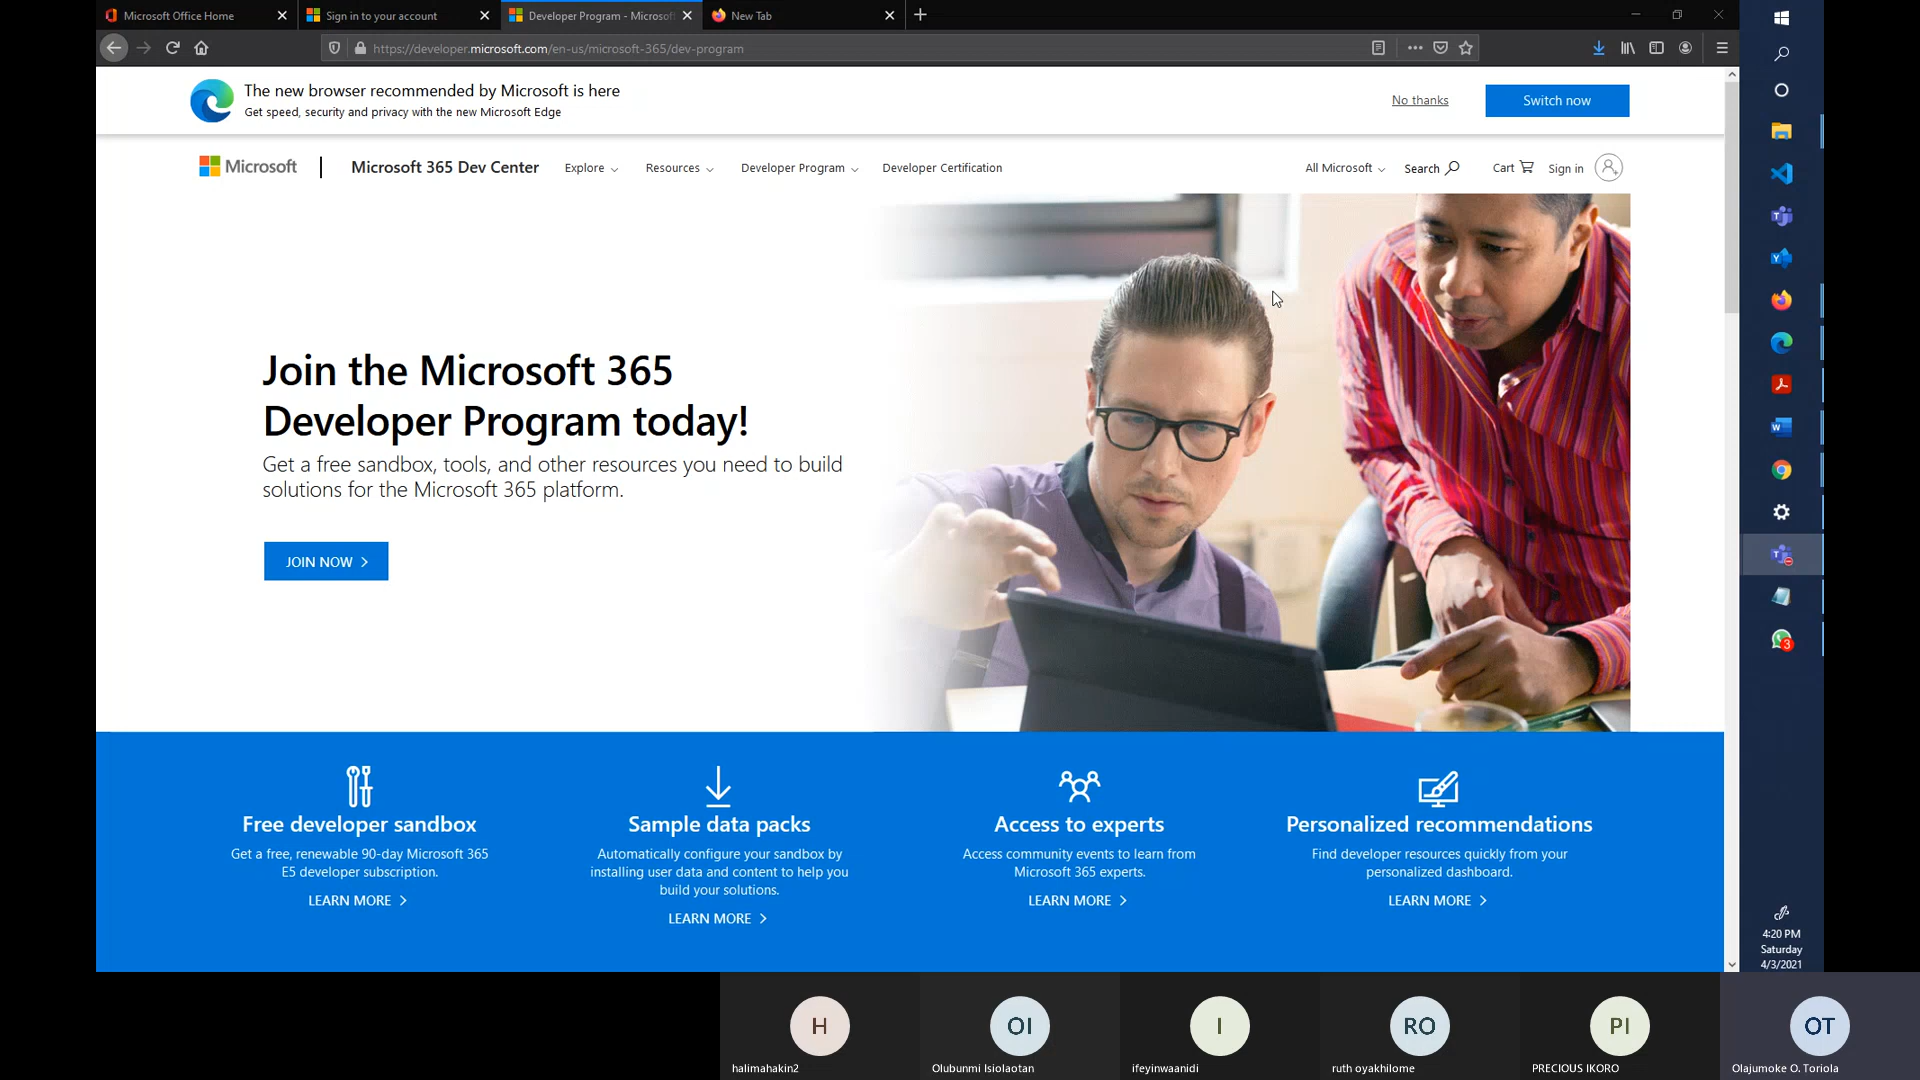 Microsoft Office Home
Sign in to your account
Developer Program - Microsof
New Tab
https://developer.microsoft.com/en-us/microsoft-365/dev-program
The new browser recommended by Microsoft is here
Get speed, security and privacy with the new Microsoft Edge
No thanks
Switch now
Microsoft
Microsoft 365 Dev Center
Explore
Resources
Developer Program
Developer Certification
All Microsoft
Search
Cart
Sign in
Join the Microsoft 365
Developer Program today!
Get a free sandbox, tools, and other resources you need to build
solutions for the Microsoft 365 platform.
JOIN NOW >
Free developer sandbox
Get a free, renewable 90-day Microsoft 365
E5 developer subscription.
LEARN MORE >
Sample data packs
Automatically configure your sandbox by
installing user data and content to help you
build your solutions.
LEARN MORE >
Access to experts
Access community events to learn from
Microsoft 365 experts.
LEARN MORE >
Personalized recommendations
Find developer resources quickly from your
personalized dashboard.
LEARN MORE >
3
4:20 PM
Saturday
4/3/2021
H
halimahakin2
OI
Olubunmi Isiolaotan
I
ifeyinwaanidi
RO
ruth oyakhilome
PI
PRECIOUS IKORO
OT
Olajumoke O. Toriola